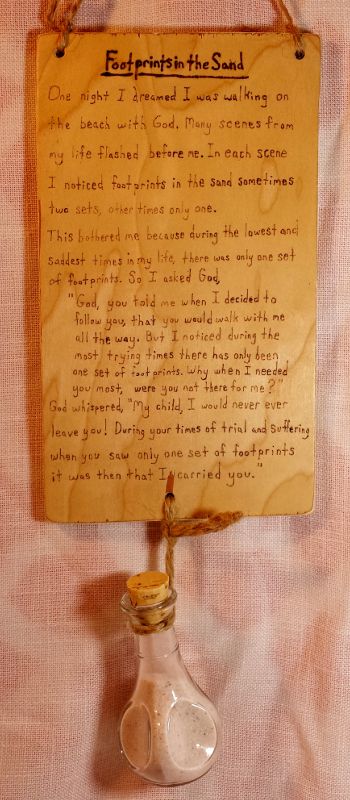 Footprints in the Sand
One night I dreamed I was walking on
the beach with God. Many scenes from
my life flashed before me. In each scene
I noticed footprints in the sand sometimes
two sets, other times only one.
This bothered me because during the lowest and
saddest times in my life, there was only one set
of footprints. So I asked God,
"God, you told me when I decided to
follow you, that you would walk with me
all the way. But I noticed during the
most trying times there has only been
one set of footprints. Why when I needed
you most, were you not there for me?"
God whispered, "My child, I would never ever
leave you! During your times of trial and suffering
when you saw only one set of footprints
it was then that I carried you."